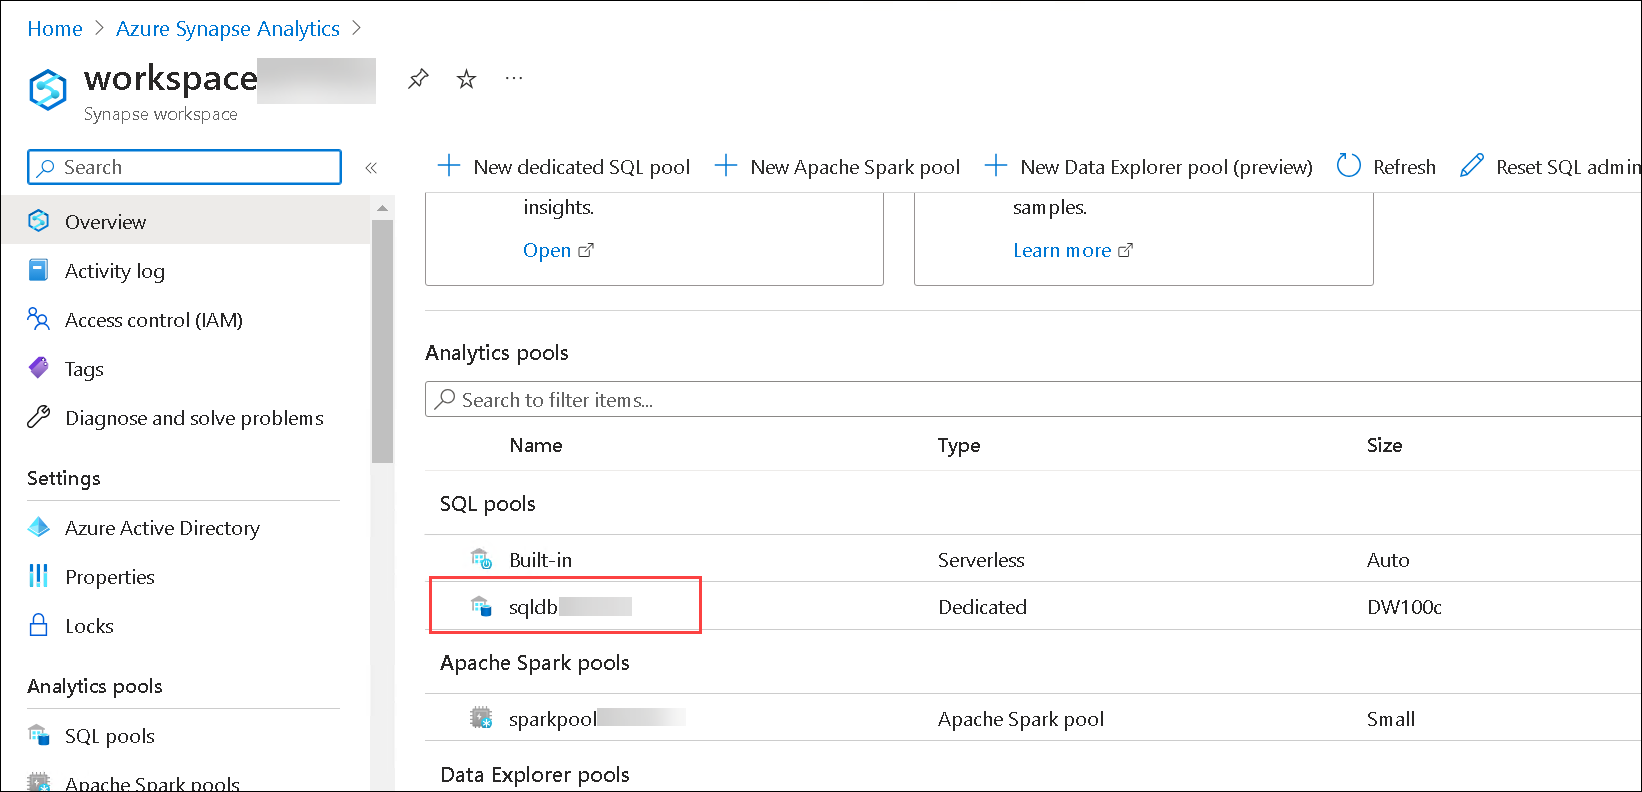 Home > Azure Synapse Analytics >
workspace
Synapse workspace
Search
«
Overview
Activity log
Access control (IAM)
Tags
Diagnose and solve problems
Settings
Azure Active Directory
Properties
Locks
Analytics pools
SQL pools
Apache Spark pools
+ New dedicated SQL pool + New Apache Spark pool + New Data Explorer pool (preview) Refresh Reset SQL admin
insights.
Open
samples.
Learn more
Analytics pools
Search to filter items...
Name Type Size
SQL pools
Built-in Serverless Auto
sqldb Dedicated DW100c
Apache Spark pools
sparkpool Apache Spark pool Small
Data Explorer pools